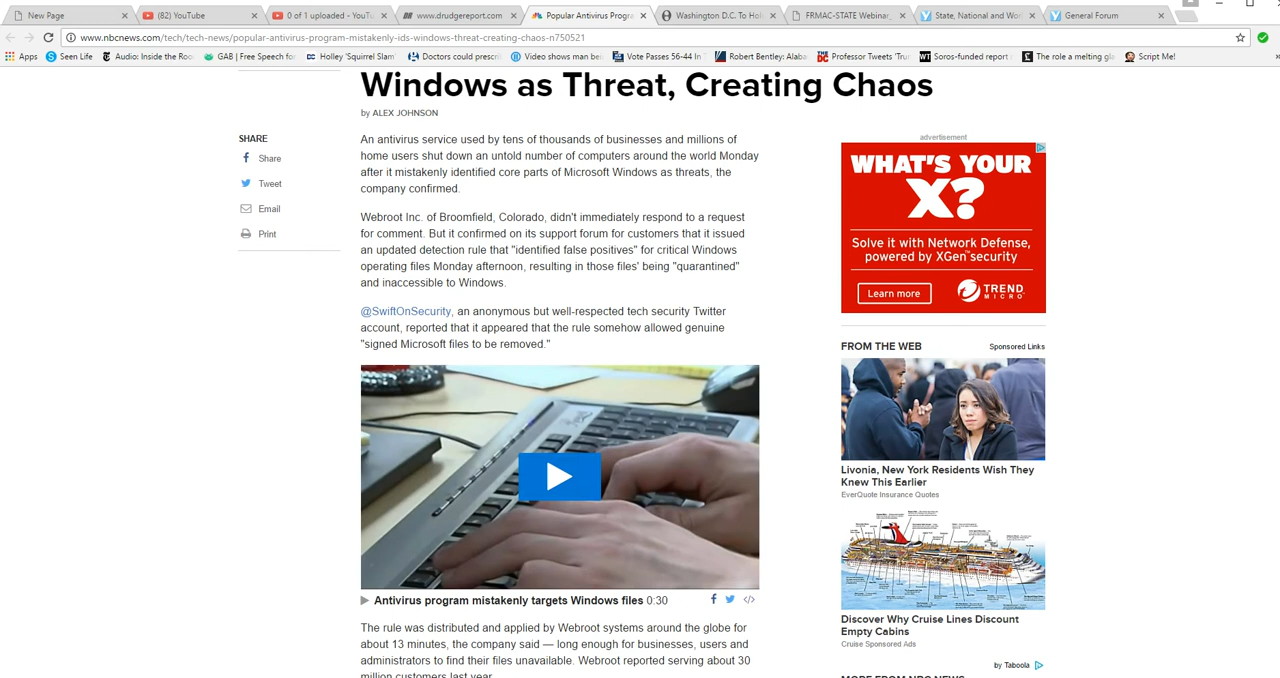 New Page
(82) YouTube
0 of 1 uploaded - YouTu
www.drudgereport.com
Popular Antivirus Progra
Washington D.C. To Hol
FRMAC-STATE Webinar_
State, National and Wor
General Forum
www.nbcnews.com/tech/tech-news/popular-antivirus-program-mistakenly-ids-windows-threat-creating-chaos-n750521
Apps
Seen Life
Audio: Inside the Roo
GAB | Free Speech fo
Holley 'Squirrel Slam'
Doctors could prescri
Video shows man bei
Vote Passes 56-44 In
Robert Bentley: Alaba
Professor Tweets 'Tru
Soros-funded report
The role a melting gla
Script Me!
Windows as Threat, Creating Chaos
by ALEX JOHNSON
SHARE
Share
Tweet
Email
Print
An antivirus service used by tens of thousands of businesses and millions of
home users shut down an untold number of computers around the world Monday
after it mistakenly identified core parts of Microsoft Windows as threats, the
company confirmed.
Webroot Inc. of Broomfield, Colorado, didn't immediately respond to a request
for comment. But it confirmed on its support forum for customers that it issued
an updated detection rule that "identified false positives" for critical Windows
operating files Monday afternoon, resulting in those files' being "quarantined"
and inaccessible to Windows.
@SwiftOnSecurity, an anonymous but well-respected tech security Twitter
account, reported that it appeared that the rule somehow allowed genuine
"signed Microsoft files to be removed."
Antivirus program mistakenly targets Windows files 0:30
The rule was distributed and applied by Webroot systems around the globe for
about 13 minutes, the company said — long enough for businesses, users and
administrators to find their files unavailable. Webroot reported serving about 30
million customers last year.
advertisement
WHAT'S YOUR
X?
Solve it with Network Defense,
powered by XGen security
Learn more
TREND
MICRO
FROM THE WEB
Sponsored Links
Livonia, New York Residents Wish They
Knew This Earlier
EverQuote Insurance Quotes
Discover Why Cruise Lines Discount
Empty Cabins
Cruise Sponsored Ads
by Taboola
MORE FROM NBC NEWS